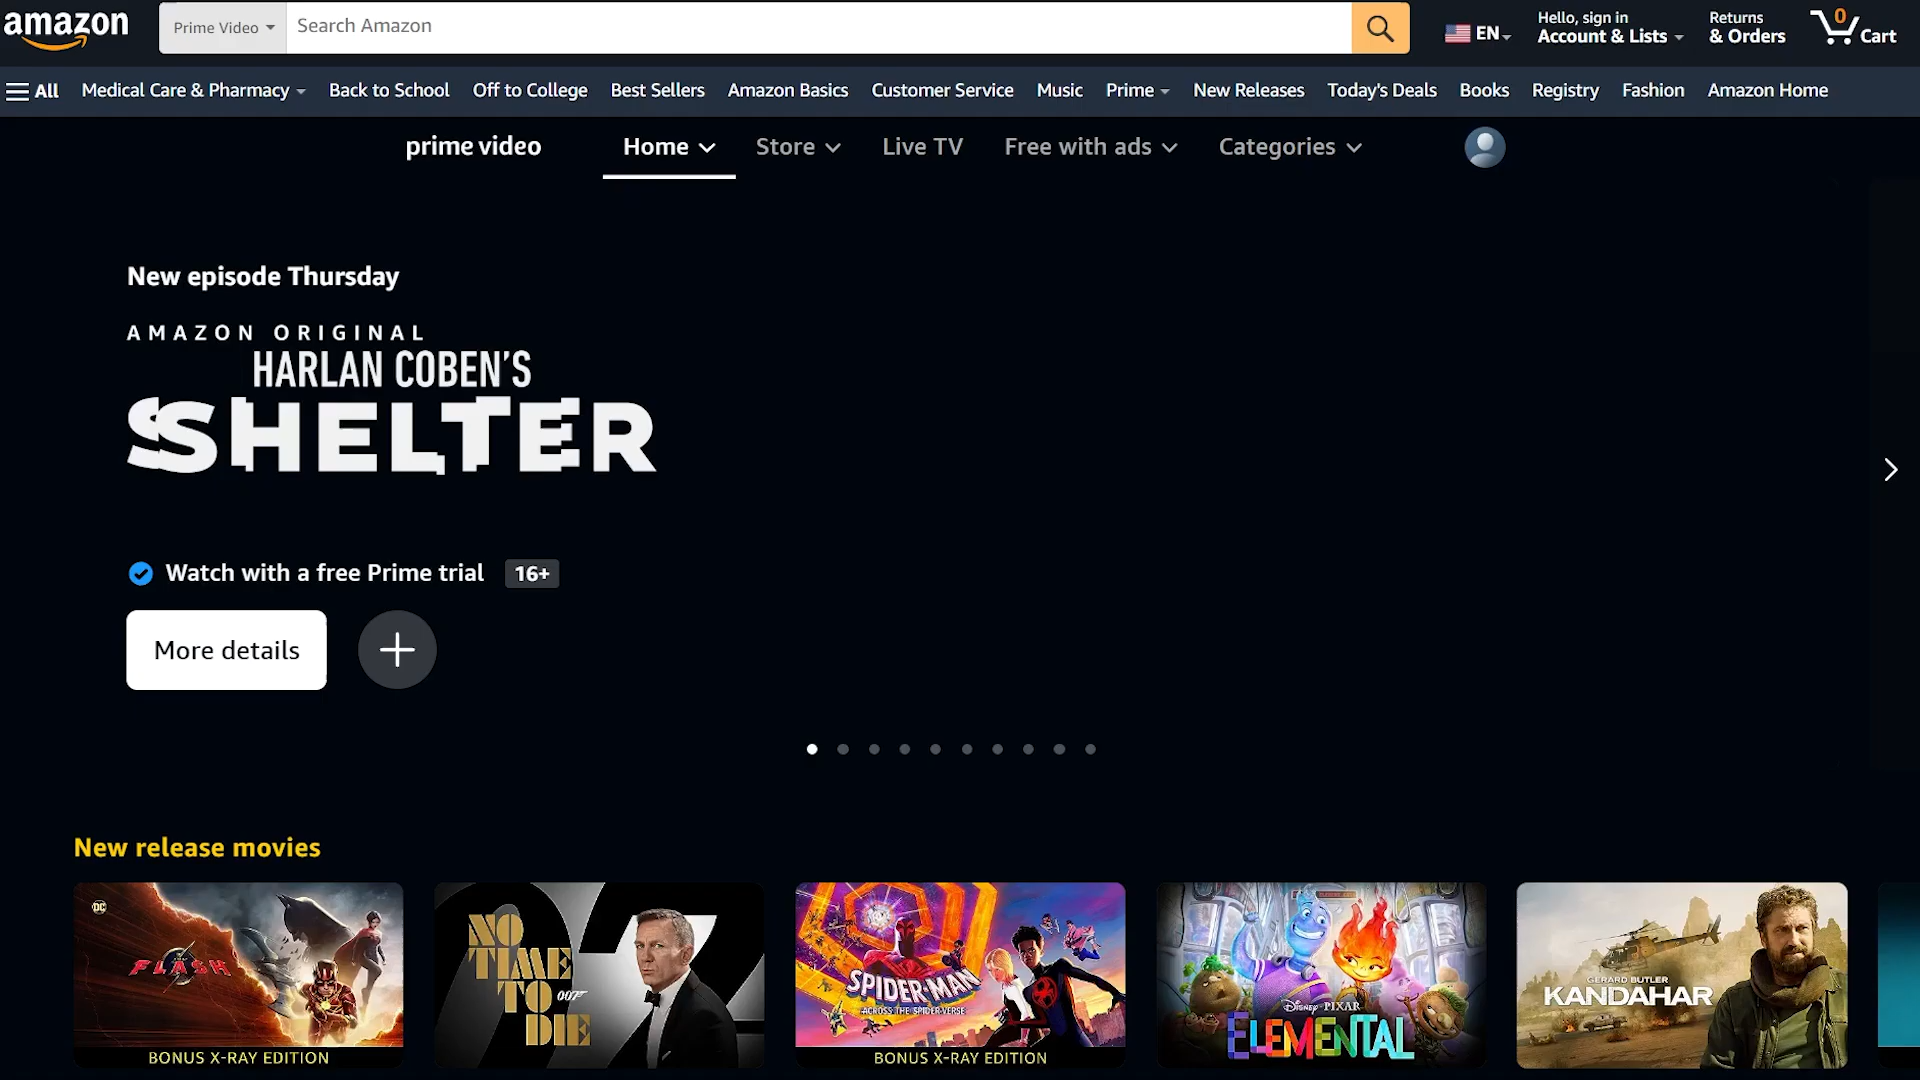 amazon
Prime Video
Search Amazon
EN
Hello, sign in
Account & Lists
Returns
& Orders
0
Cart
All
Medical Care & Pharmacy
Back to School
Off to College
Best Sellers
Amazon Basics
Customer Service
Music
Prime
New Releases
Today's Deals
Books
Registry
Fashion
Amazon Home
prime video
Home
Store
Live TV
Free with ads
Categories
New episode Thursday
AMAZON ORIGINAL
HARLAN COBEN'S
SHELTER
Watch with a free Prime trial
16+
More details
New release movies
DC
FLASH
BONUS X-RAY EDITION
NO
TIME
TO 007
DIE
SPIDER-MAN
ACROSS THE SPIDER-VERSE
BONUS X-RAY EDITION
Disney PIXAR
ELEMENTAL
GERARD BUTLER
KANDAHAR